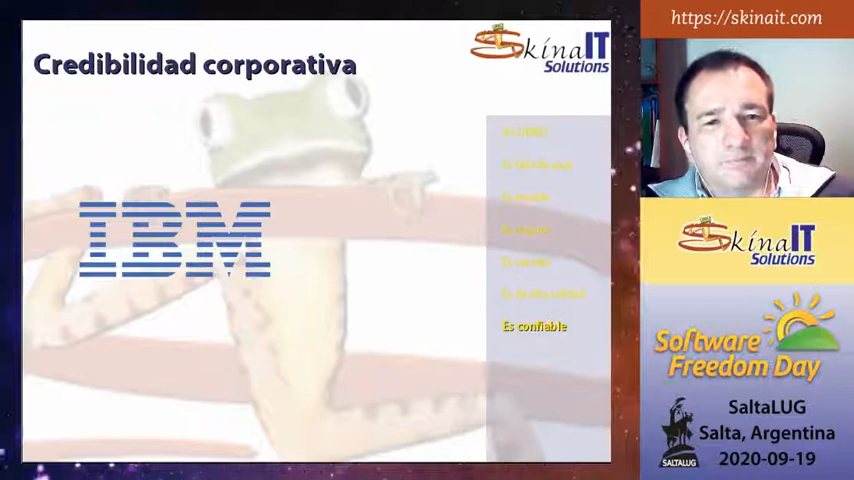 Credibilidad corporativa
SkínaIT
Solutions
IBM
Es confiable
https://skinait.com
SkínaIT
Solutions
Software
Freedom Day
SaltaLUG
Salta, Argentina
2020-09-19
SALTALUG